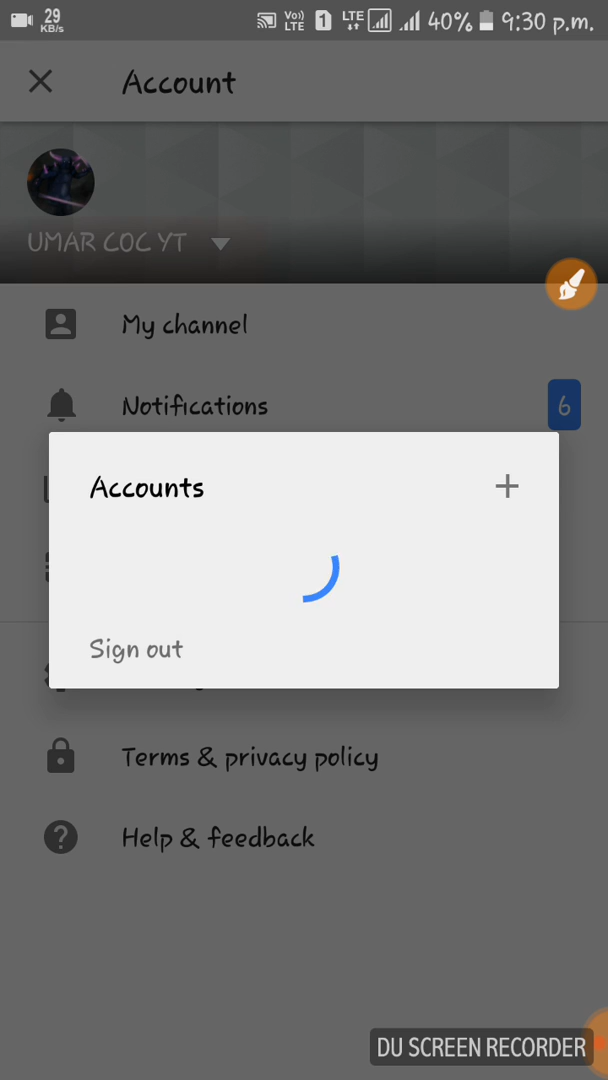 29
KB/s
Vo))
LTE
1
LTE
40%
9:30 p.m.
Account
UMAR COC YT
My channel
Notifications
6
Accounts
+
Sign out
Terms & privacy policy
? Help & feedback
DU SCREEN RECORDER